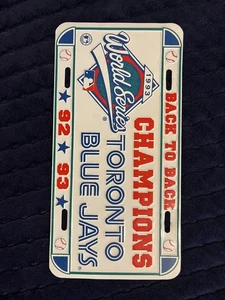 BACK TO BACK
1993
World Series
CHAMPIONS
TORONTO
BLUE JAYS
92 93